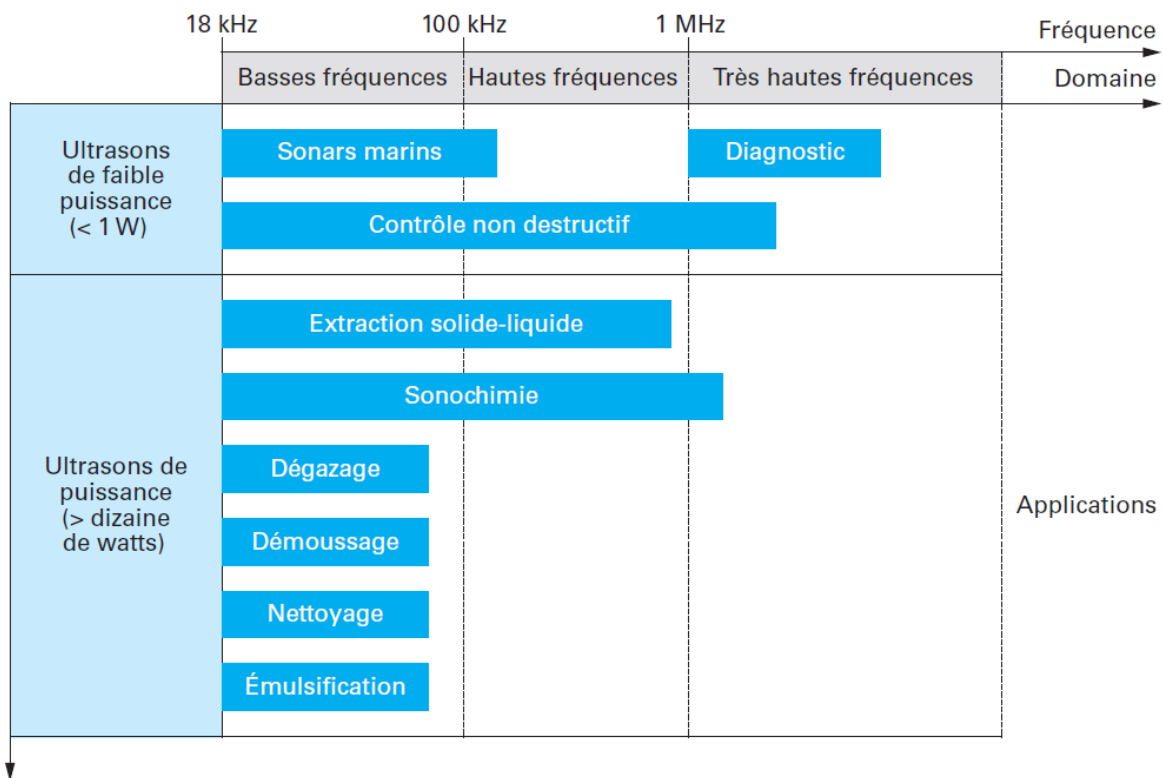 18 kHz 100 kHz 1 MHz Fréquence
Basses fréquences Hautes fréquences Très hautes fréquences Domaine
Ultrasons
de faible
puissance
(< 1 W)
Sonars marins Diagnostic
Contrôle non destructif
Ultrasons de
puissance
(> dizaine
de watts)
Extraction solide-liquide
Sonochimie
Dégazage
Démoussage
Nettoyage
Émulsification
Applications